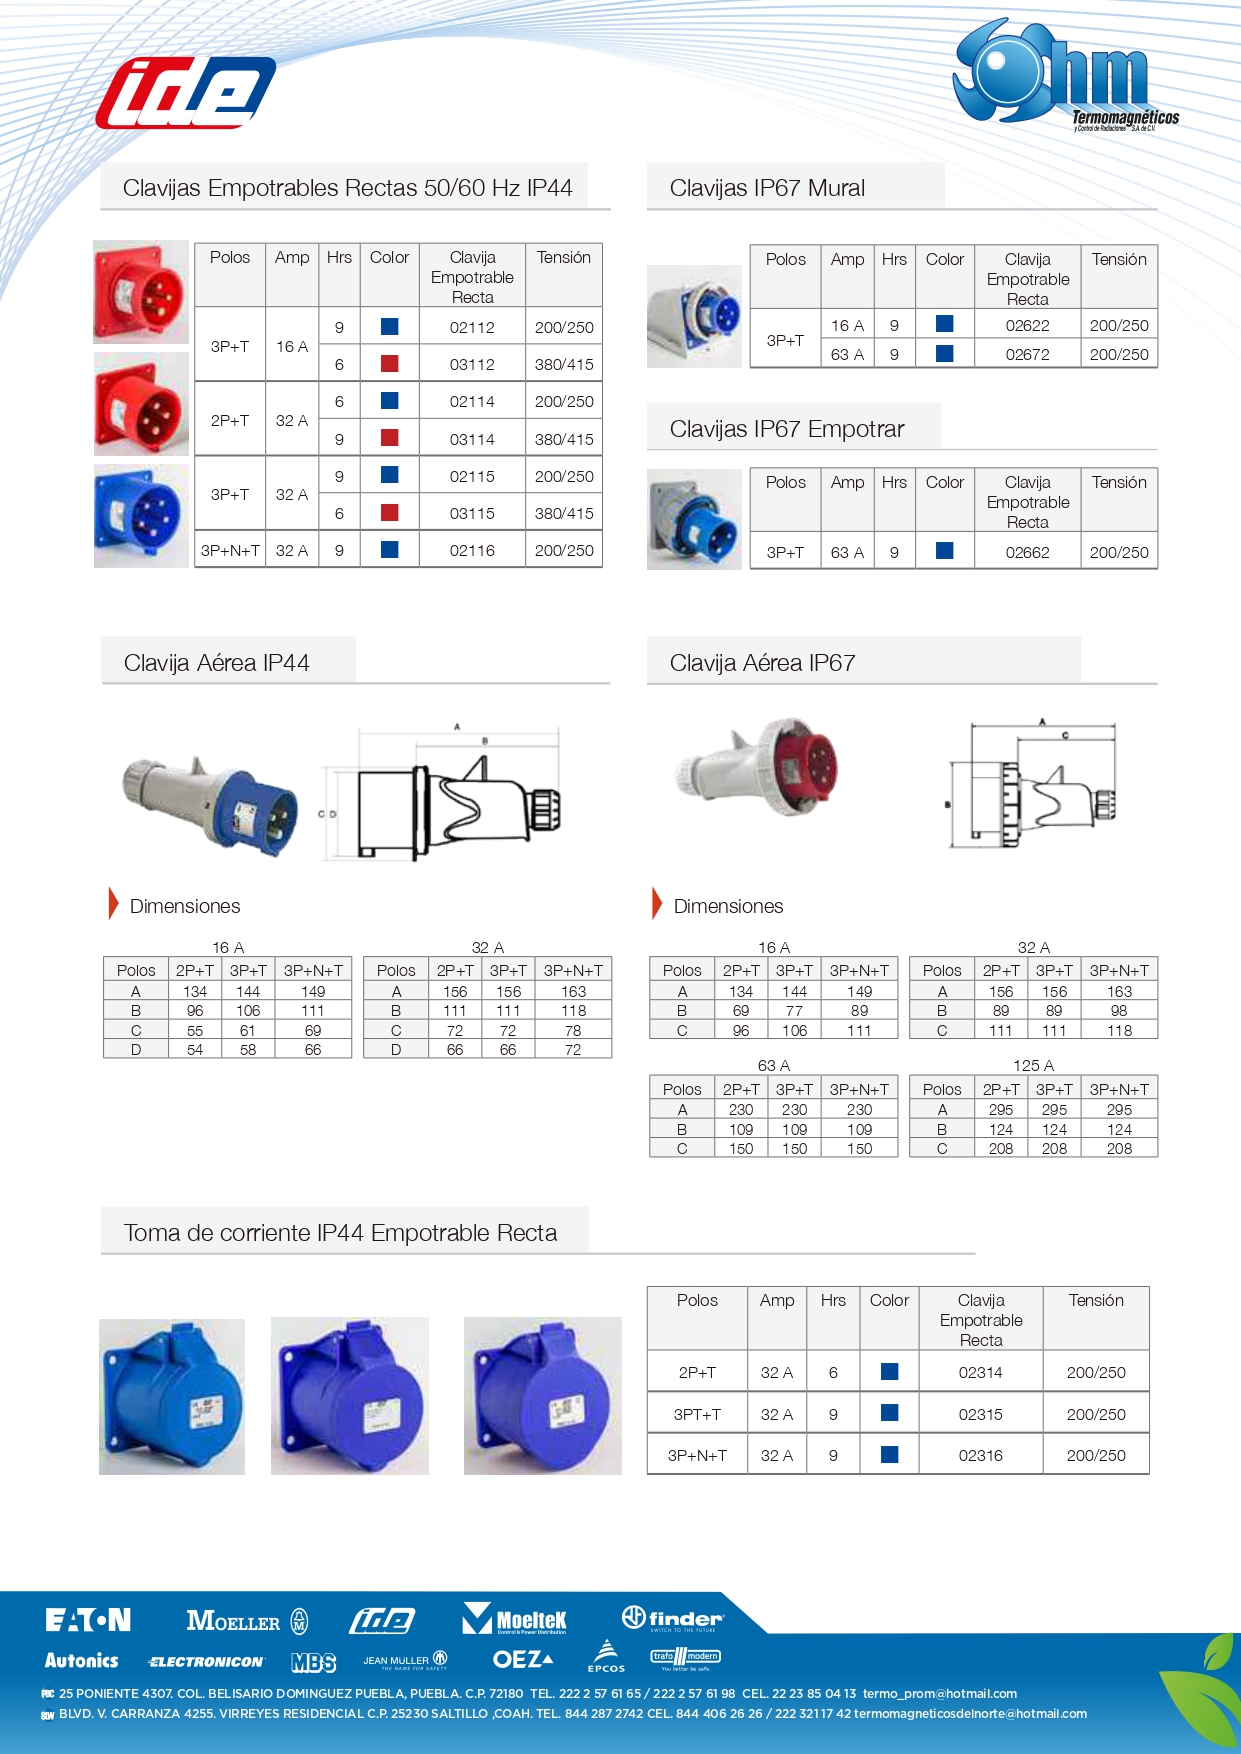 ide
Ohm
Termomagnéticos
y Control de Radiaciones S.A. de C.V.
Clavijas Empotrables Rectas 50/60 Hz IP44
Polos Amp Hrs Color Clavija Empotrable Recta Tensión
3P+T 16 A 9 02112 200/250
6 03112 380/415
2P+T 32 A 6 02114 200/250
9 03114 380/415
3P+T 32 A 9 02115 200/250
6 03115 380/415
3P+N+T 32 A 9 02116 200/250
Clavijas IP67 Mural
Polos Amp Hrs Color Clavija Empotrable Recta Tensión
3P+T 16 A 9 02622 200/250
63 A 9 02672 200/250
Clavijas IP67 Empotrar
Polos Amp Hrs Color Clavija Empotrable Recta Tensión
3P+T 63 A 9 02662 200/250
Clavija Aérea IP44
A
B
C D
Dimensiones
16 A
Polos 2P+T 3P+T 3P+N+T
A 134 144 149
B 96 106 111
C 55 61 69
D 54 58 66
32 A
Polos 2P+T 3P+T 3P+N+T
A 156 156 163
B 111 111 118
C 72 72 78
D 66 66 72
Clavija Aérea IP67
A
C
B
Dimensiones
16 A
Polos 2P+T 3P+T 3P+N+T
A 134 144 149
B 69 77 89
C 96 106 111
32 A
Polos 2P+T 3P+T 3P+N+T
A 156 156 163
B 89 89 98
C 111 111 118
63 A
Polos 2P+T 3P+T 3P+N+T
A 230 230 230
B 109 109 109
C 150 150 150
125 A
Polos 2P+T 3P+T 3P+N+T
A 295 295 295
B 124 124 124
C 208 208 208
Toma de corriente IP44 Empotrable Recta
Polos Amp Hrs Color Clavija Empotrable Recta Tensión
2P+T 32 A 6 02314 200/250
3PT+T 32 A 9 02315 200/250
3P+N+T 32 A 9 02316 200/250
EATON MOELLER M ide MoelteK finder
Control & Power Distribution SWITCH TO THE FUTURE
Autonics ELECTRONICON MBS JEAN MULLER OEZ EPCOS trafo modern
THE NAME FOR SAFETY You better be safe.
25 PONIENTE 4307. COL. BELISARIO DOMINGUEZ PUEBLA, PUEBLA. C.P. 72180 TEL. 222 2 57 61 65 / 222 2 57 61 98 CEL. 22 23 85 04 13 termo_prom@hotmail.com
BLVD. V. CARRANZA 4255. VIRREYES RESIDENCIAL C.P. 25230 SALTILLO ,COAH. TEL. 844 287 2742 CEL. 844 406 26 26 / 222 321 17 42 termomagneticosdelnorte@hotmail.com